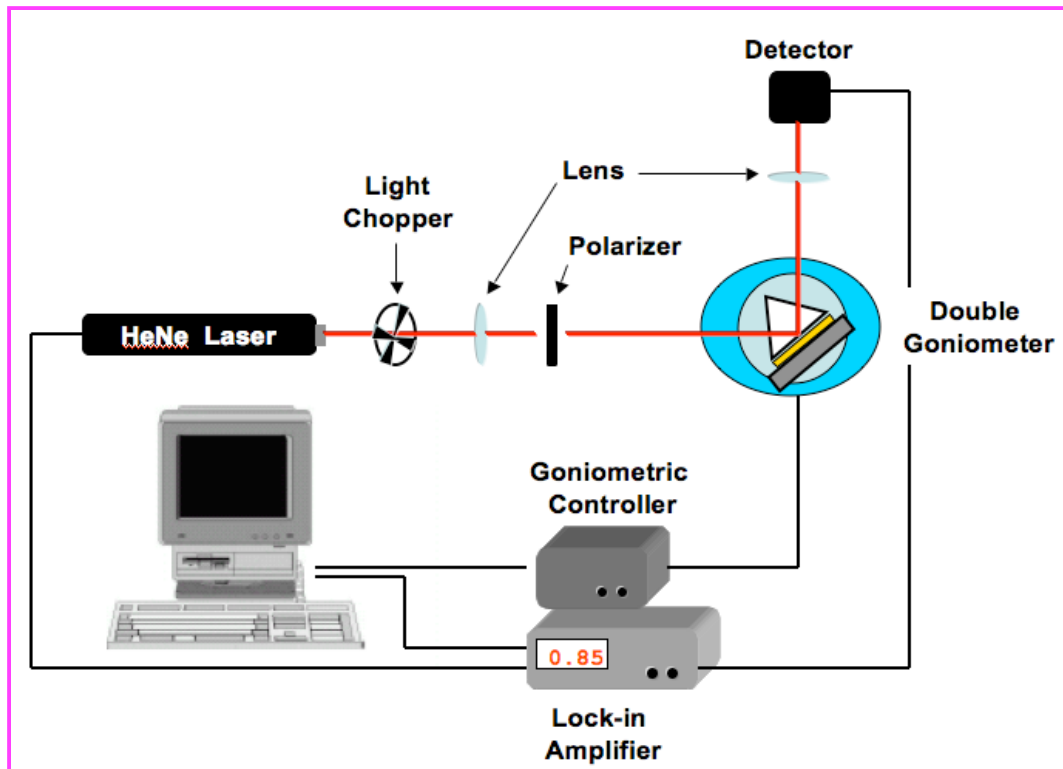 Detector
Lens
Light
Chopper
Polarizer
HeNe Laser
Double
Goniometer
Goniometric
Controller
0.85
Lock-in
Amplifier